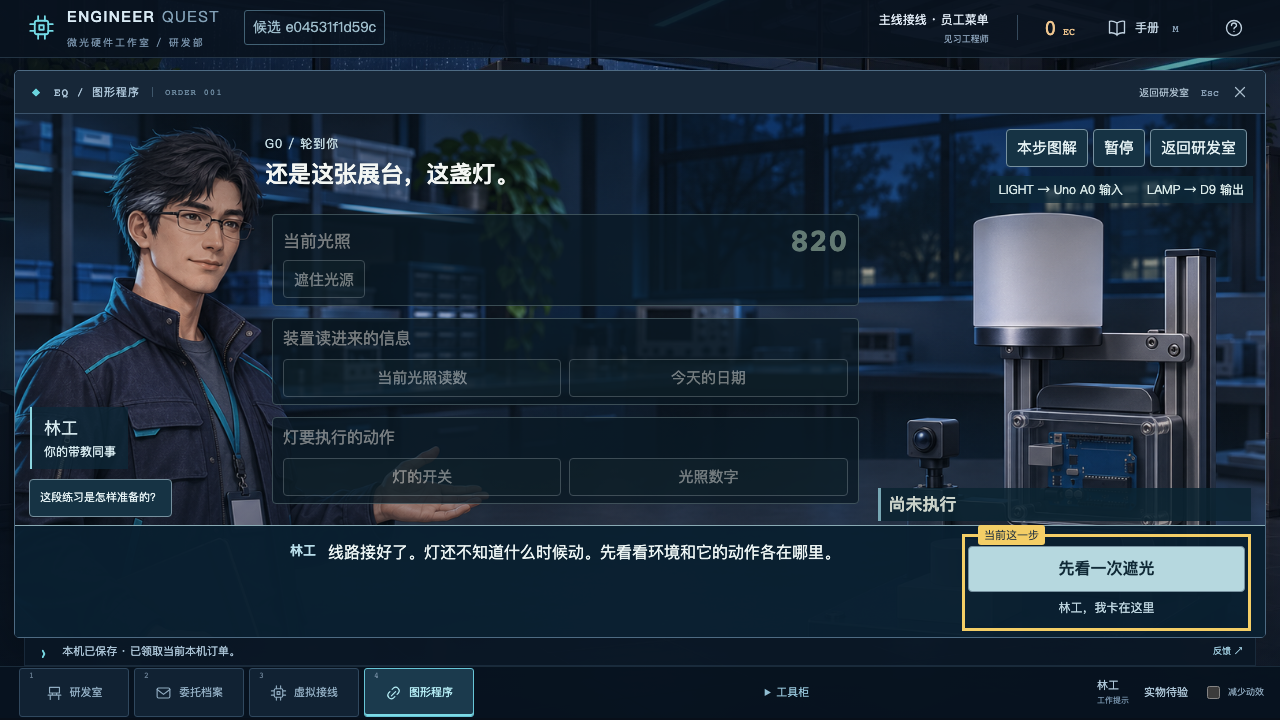 ENGINEER QUEST
微光硬件工作室 / 研发部
候选 e04531f1d59c
主线接线 · 员工菜单
见习工程师
0 EC
手册 M
EQ / 图形程序 ORDER 001
返回研发室 Esc
GO / 轮到你
还是这张展台，这盏灯。
本步图解
暂停
返回研发室
LIGHT → Uno A0 输入 LAMP → D9 输出
当前光照
820
遮住光源
装置读进来的信息
当前光照读数
今天的日期
灯要执行的动作
灯的开关
光照数字
林工
你的带教同事
这段练习是怎样准备的？
尚未执行
林工 线路接好了。灯还不知道什么时候动。先看看环境和它的动作各在哪里。
当前这一步
先看一次遮光
林工，我卡在这里
本机已保存 · 已领取当前本机订单。
反馈 ↗
1 研发室
2 委托档案
3 虚拟接线
4 图形程序
工具柜
林工
工作提示
实物待验
减少动效